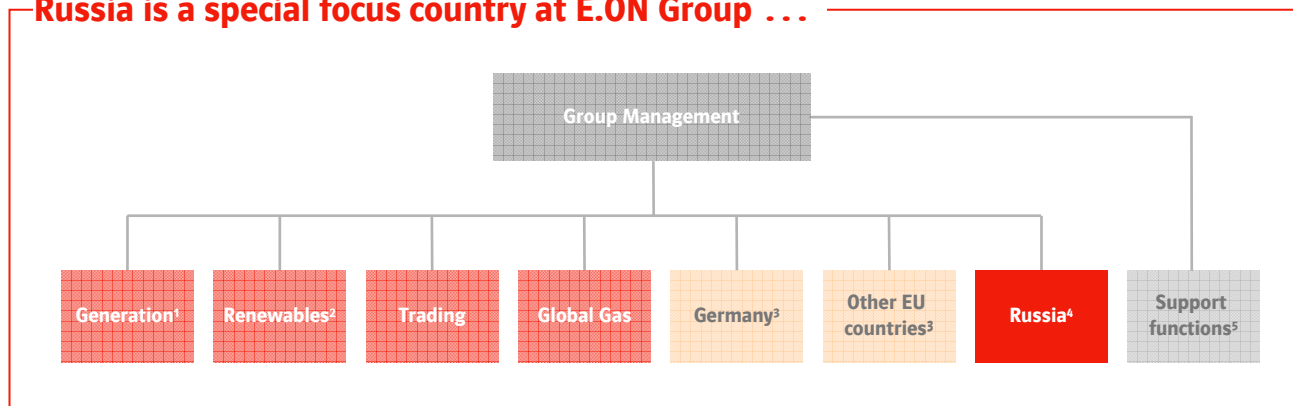 Russia is a special focus country at E.ON Group ...
Group Management
Generation¹
Renewables²
Trading
Global Gas
Germany³
Other EU
countries³
Russia⁴
Support
functions⁵